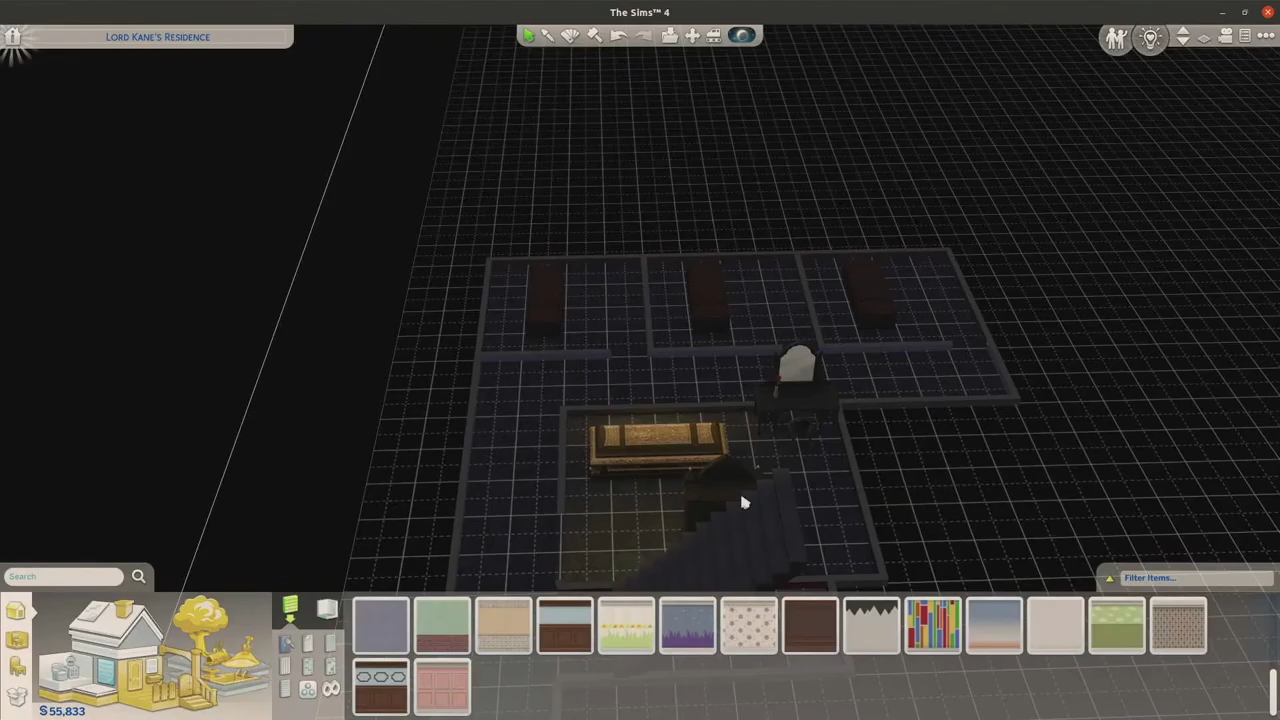 The Sims™ 4
Lord Kane's Residence
Search
Filter Items...
$55,833